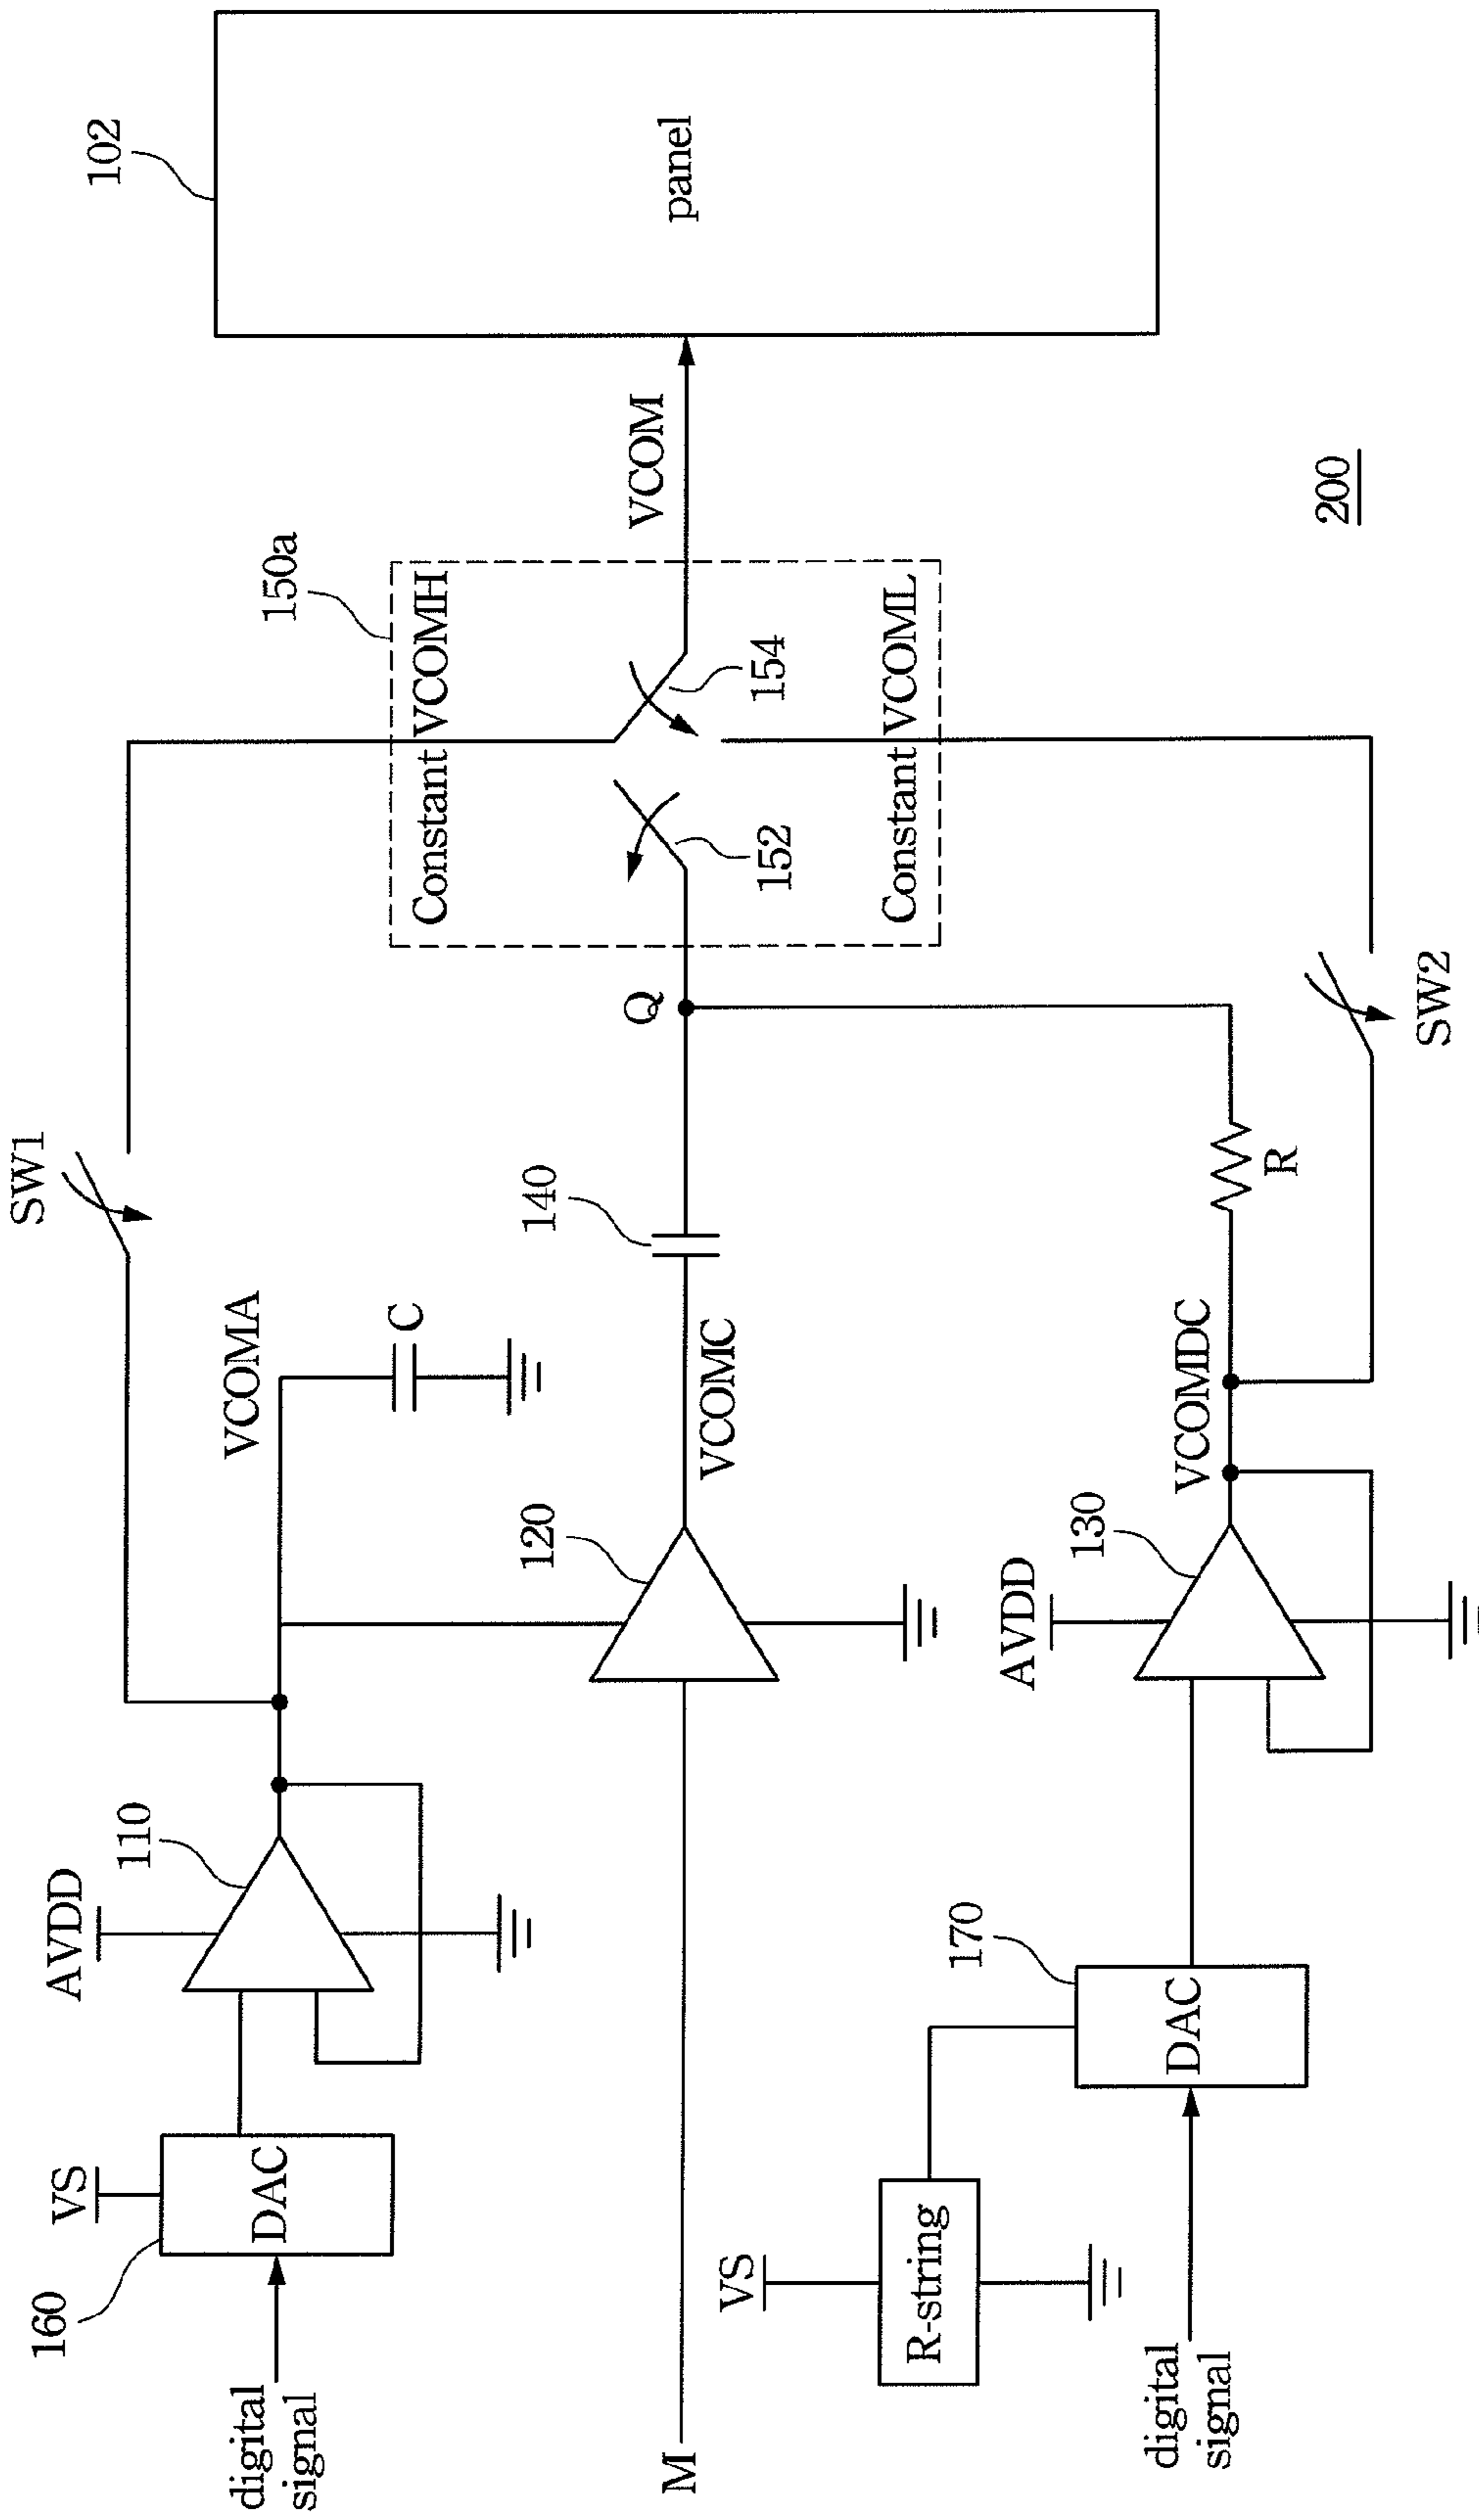 SW1
VS
160
DAC
digital
signal
AVDD
110
VCOMA
C
150a
102
panel
M
120
VCOMC
140
Q
Constant VCOMH
152
154
Constant VCOML
VCOM
VS
R-string
170
DAC
digital
signal
AVDD
130
VCOMDC
R
SW2
200